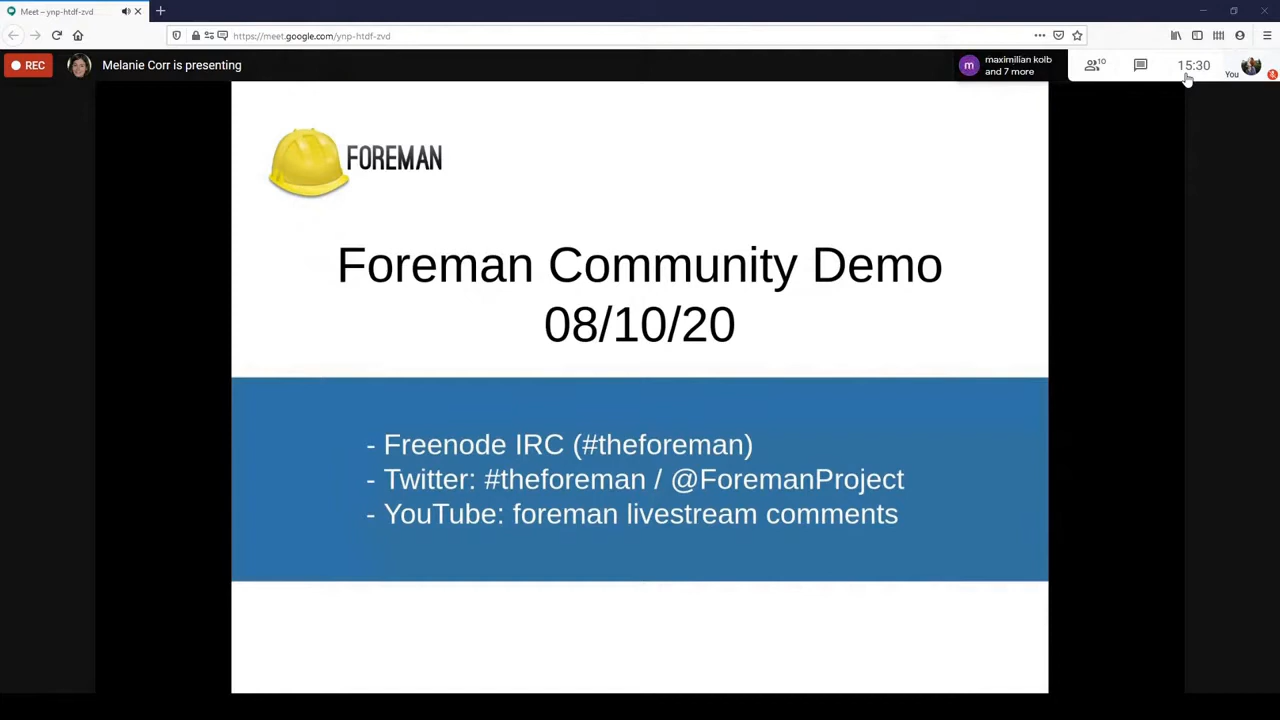 Meet – ynp-htdf-zvd
https://meet.google.com/ynp-htdf-zvd
REC
Melanie Corr is presenting
m
maximilian kolb
and 7 more
10
15:30
You
FOREMAN
Foreman Community Demo
08/10/20
- Freenode IRC (#theforeman)
- Twitter: #theforeman / @ForemanProject
- YouTube: foreman livestream comments